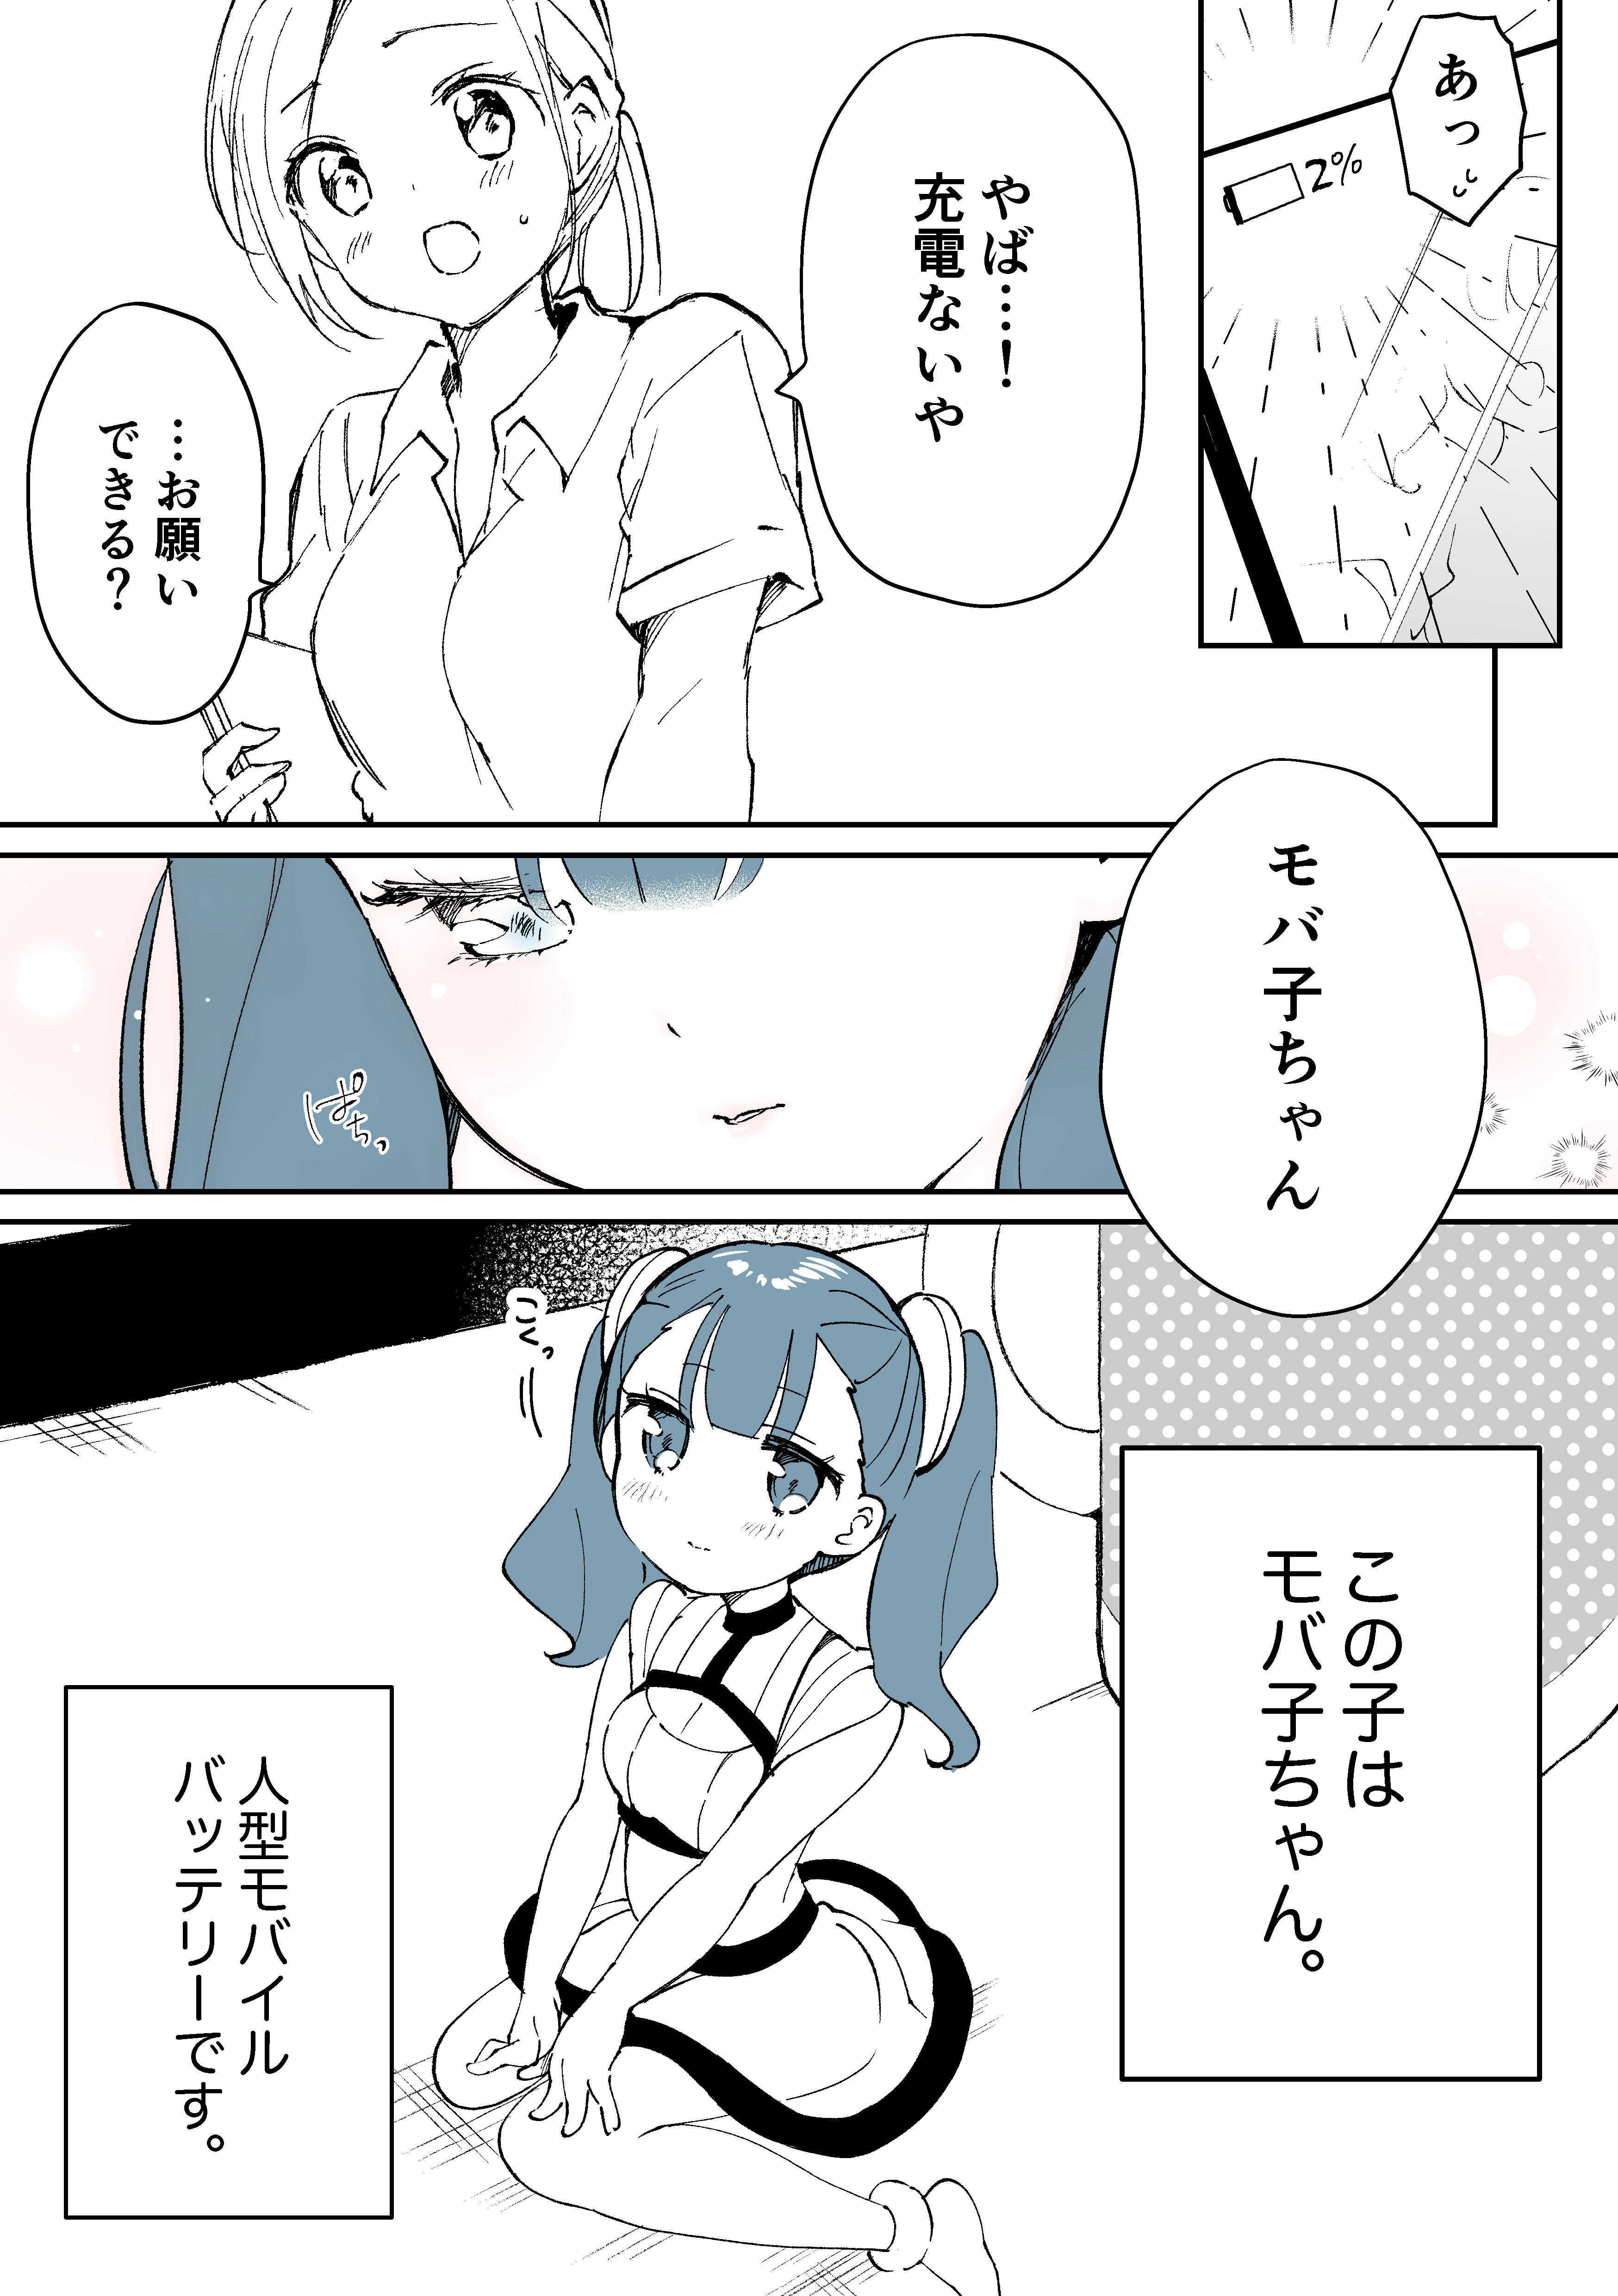 あっ
2%
やば…!
充電ないや
…お願い
できる?
モバ子ちゃん
ぱちっ
こくっ
この子は
モバ子ちゃん。
人型モバイル
バッテリーです。